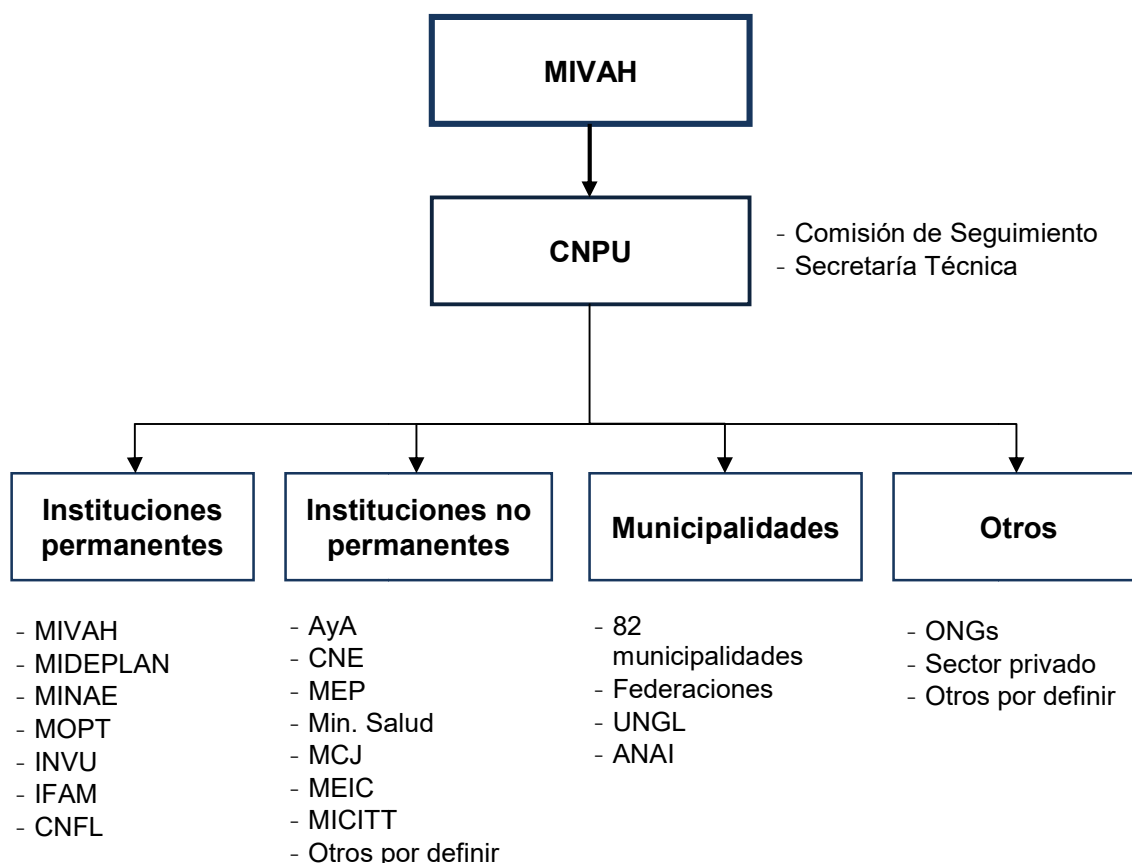 MIVAH
CNPU
- Comisión de Seguimiento
- Secretaría Técnica
Instituciones
permanentes
- MIVAH
- MIDEPLAN
- MINAE
- MOPT
- INVU
- IFAM
- CNFL
Instituciones no
permanentes
- AyA
- CNE
- MEP
- Min. Salud
- MCJ
- MEIC
- MICITT
- Otros por definir
Municipalidades
- 82
municipalidades
- Federaciones
- UNGL
- ANAI
Otros
- ONGs
- Sector privado
- Otros por definir